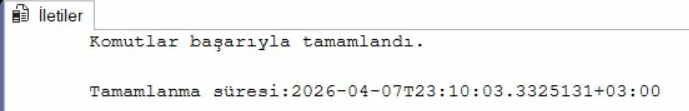 İletiler
Komutlar başarıyla tamamlandı.
Tamamlanma süresi:2026-04-07T23:10:03.3325131+03:00